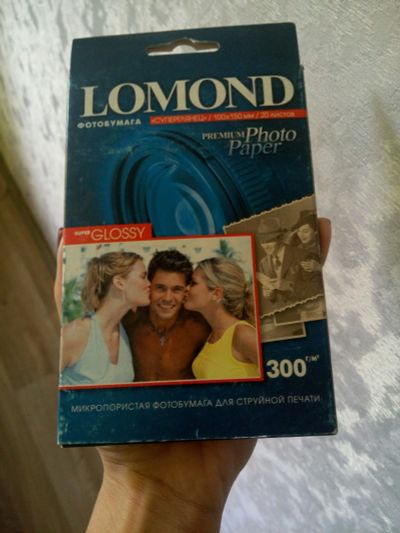 LOMOND
ФОТОБУМАГА «СУПЕРГЛЯНЕЦ» / 100x150 мм / 20 листов
PREMIUM Photo
Paper
SUPER GLOSSY
300 г/м²
МИКРОПОРИСТАЯ ФОТОБУМАГА ДЛЯ СТРУЙНОЙ ПЕЧАТИ